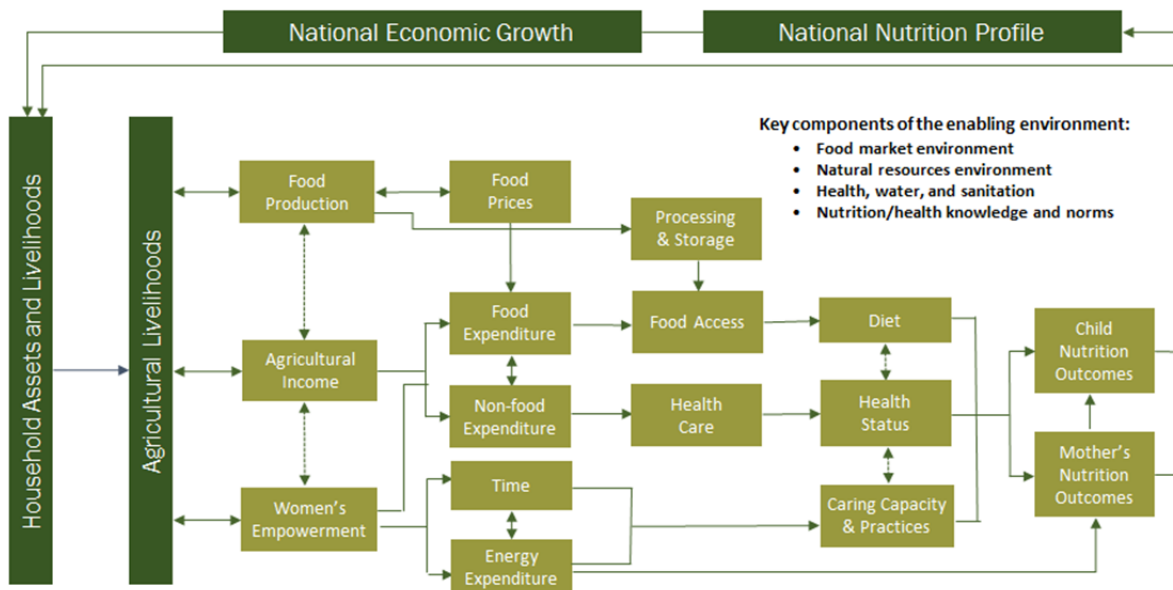 National Economic Growth
National Nutrition Profile
Household Assets and Livelihoods
Agricultural Livelihoods
Key components of the enabling environment:
• Food market environment
• Natural resources environment
• Health, water, and sanitation
• Nutrition/health knowledge and norms
Food
Production
Food
Prices
Processing
& Storage
Food
Expenditure
Food Access
Diet
Child
Nutrition
Outcomes
Agricultural
Income
Non-food
Expenditure
Health
Care
Health
Status
Mother's
Nutrition
Outcomes
Women's
Empowerment
Time
Energy
Expenditure
Caring Capacity
& Practices